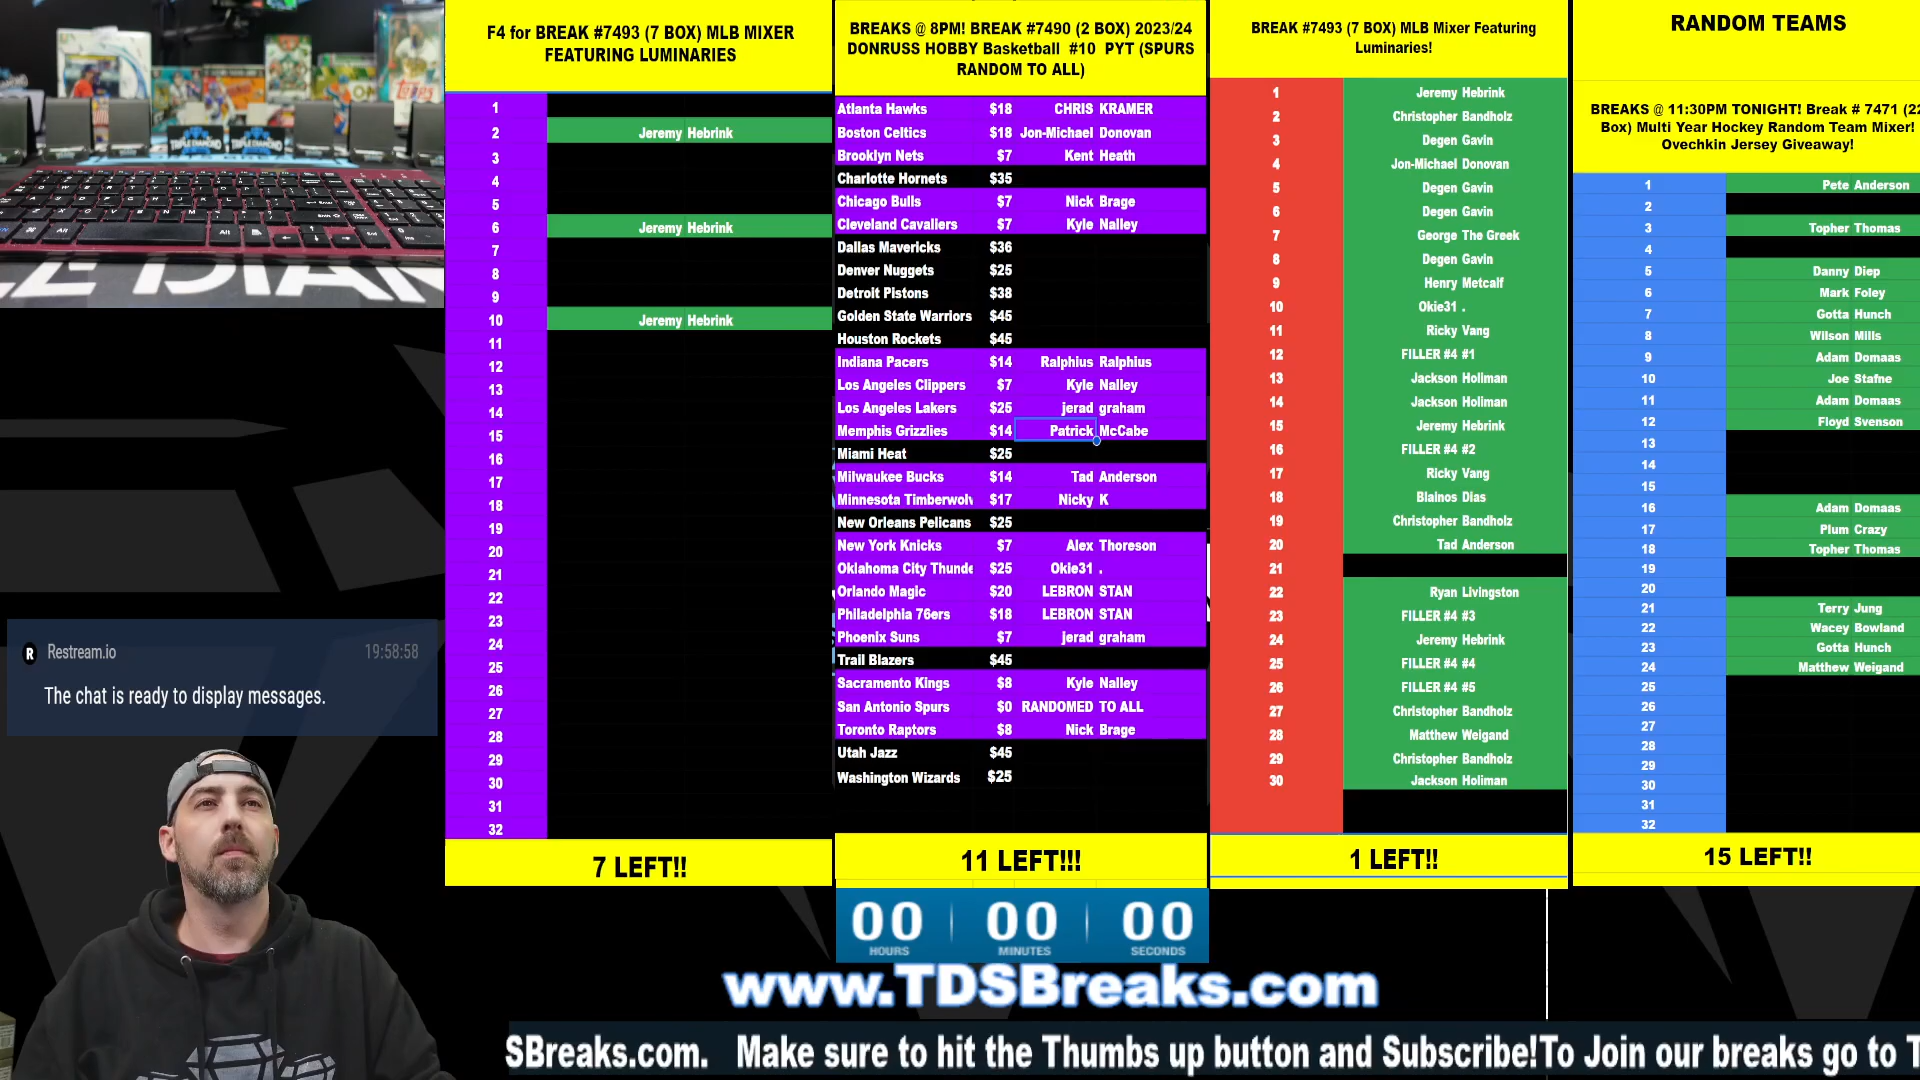 F4 for BREAK #7493 (7 BOX) MLB MIXER
FEATURING LUMINARIES
1
2 Jeremy Hebrink
3
4
5
6 Jeremy Hebrink
7
8
9
10 Jeremy Hebrink
11
12
13
14
15
16
17
18
19
20
21
22
23
24
25
26
27
28
29
30
31
32
7 LEFT!!
BREAKS @ 8PM! BREAK #7490 (2 BOX) 2023/24
DONRUSS HOBBY Basketball #10 PYT (SPURS
RANDOM TO ALL)
Atlanta Hawks $18 CHRIS KRAMER
Boston Celtics $18 Jon-Michael Donovan
Brooklyn Nets $7 Kent Heath
Charlotte Hornets $35
Chicago Bulls $7 Nick Brage
Cleveland Cavaliers $7 Kyle Nalley
Dallas Mavericks $36
Denver Nuggets $25
Detroit Pistons $38
Golden State Warriors $45
Houston Rockets $45
Indiana Pacers $14 Ralphius Ralphius
Los Angeles Clippers $7 Kyle Nalley
Los Angeles Lakers $25 jerad graham
Memphis Grizzlies $14 Patrick McCabe
Miami Heat $25
Milwaukee Bucks $14 Tad Anderson
Minnesota Timberwolv $17 Nicky K
New Orleans Pelicans $25
New York Knicks $7 Alex Thoreson
Oklahoma City Thunde $25 Okie31 .
Orlando Magic $20 LEBRON STAN
Philadelphia 76ers $18 LEBRON STAN
Phoenix Suns $7 jerad graham
Trail Blazers $45
Sacramento Kings $8 Kyle Nalley
San Antonio Spurs $0 RANDOMED TO ALL
Toronto Raptors $8 Nick Brage
Utah Jazz $45
Washington Wizards $25
11 LEFT!!!
00 00 00
HOURS MINUTES SECONDS
BREAK #7493 (7 BOX) MLB Mixer Featuring
Luminaries!
1 Jeremy Hebrink
2 Christopher Bandholz
3 Degen Gavin
4 Jon-Michael Donovan
5 Degen Gavin
6 Degen Gavin
7 George The Greek
8 Degen Gavin
9 Henry Metcalf
10 Okie31 .
11 Ricky Vang
12 FILLER #4 #1
13 Jackson Holiman
14 Jackson Holiman
15 Jeremy Hebrink
16 FILLER #4 #2
17 Ricky Vang
18 Blainos Dias
19 Christopher Bandholz
20 Tad Anderson
21
22 Ryan Livingston
23 FILLER #4 #3
24 Jeremy Hebrink
25 FILLER #4 #4
26 FILLER #4 #5
27 Christopher Bandholz
28 Matthew Weigand
29 Christopher Bandholz
30 Jackson Holiman
1 LEFT!!
RANDOM TEAMS
BREAKS @ 11:30PM TONIGHT! Break # 7471 (22
Box) Multi Year Hockey Random Team Mixer!
Ovechkin Jersey Giveaway!
1 Pete Anderson
2
3 Topher Thomas
4
5 Danny Diep
6 Mark Foley
7 Gotta Hunch
8 Wilson Mills
9 Adam Domaas
10 Joe Stafne
11 Adam Domaas
12 Floyd Svenson
13
14
15
16 Adam Domaas
17 Plum Crazy
18 Topher Thomas
19
20
21 Terry Jung
22 Wacey Bowland
23 Gotta Hunch
24 Matthew Weigand
25
26
27
28
29
30
31
32
15 LEFT!!
Restream.io 19:58:58
The chat is ready to display messages.
www.TDSBreaks.com
SBreaks.com. Make sure to hit the Thumbs up button and Subscribe!To Join our breaks go to T